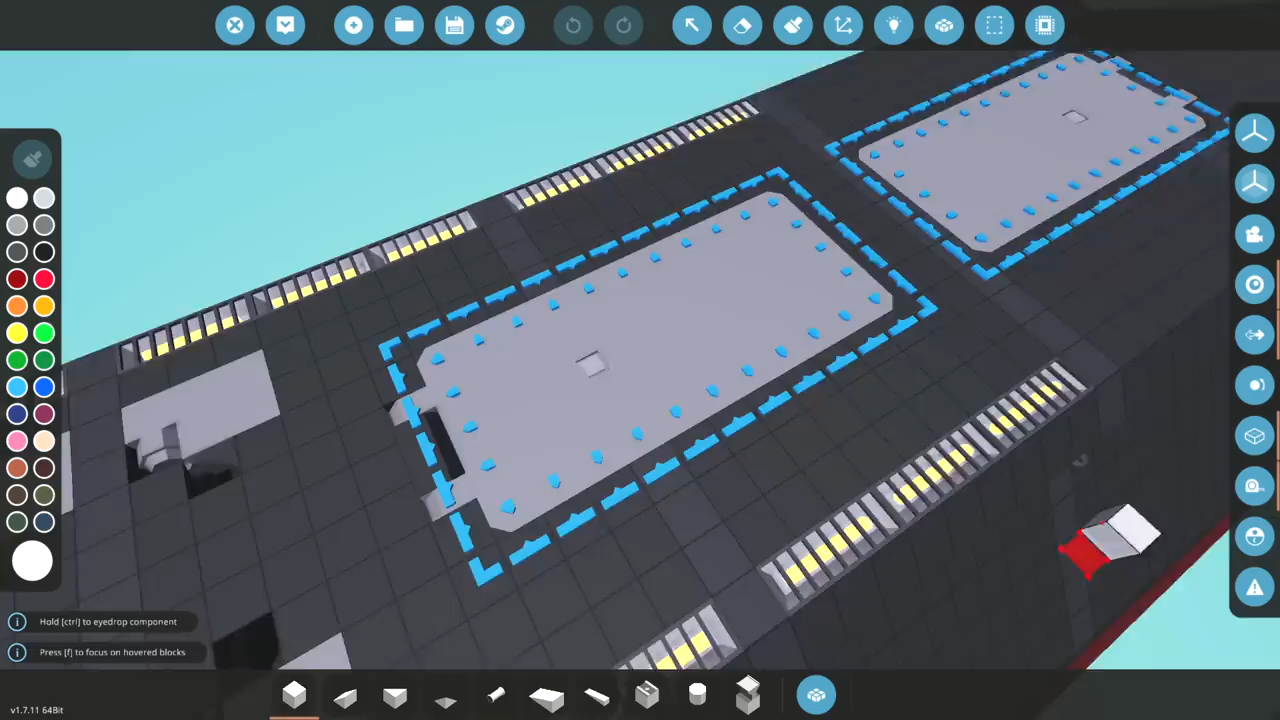 Hold [ctrl] to eyedrop component
Press [f] to focus on hovered blocks
v1.7.11 64Bit